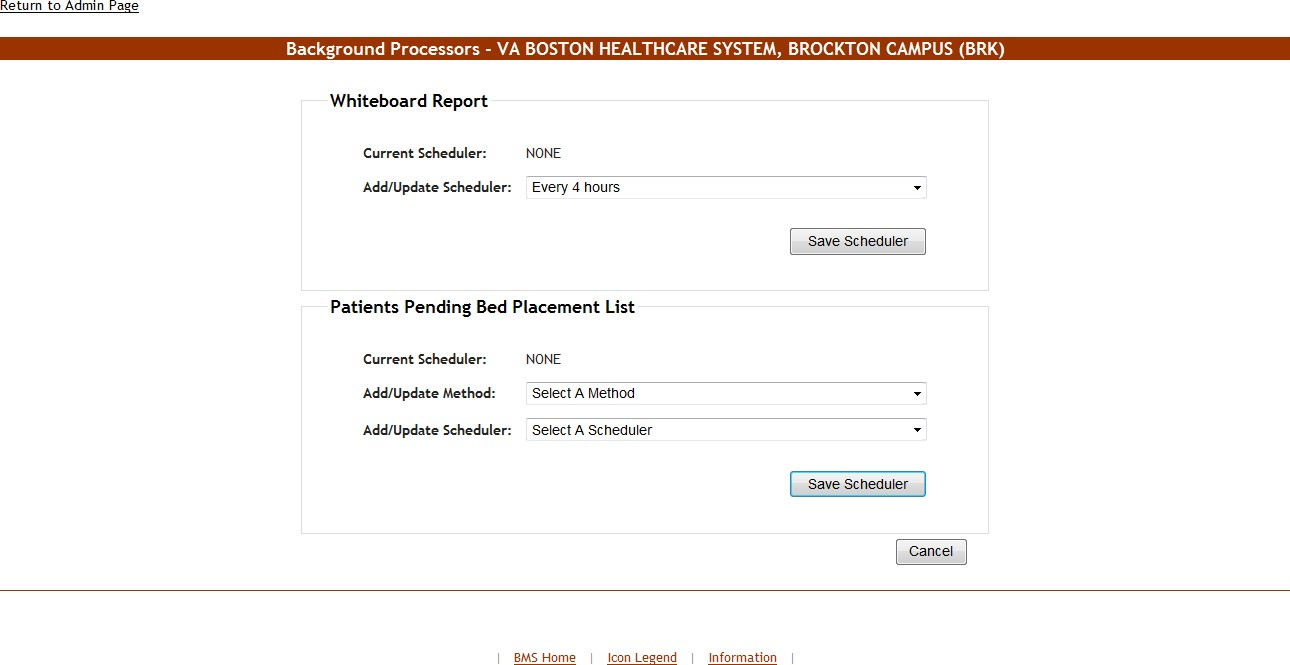 Return to Admin Page
Background Processors - VA BOSTON HEALTHCARE SYSTEM, BROCKTON CAMPUS (BRK)
Whiteboard Report
Current Scheduler: NONE
Add/Update Scheduler: Every 4 hours
Save Scheduler
Patients Pending Bed Placement List
Current Scheduler: NONE
Add/Update Method: Select A Method
Add/Update Scheduler: Select A Scheduler
Save Scheduler
Cancel
| BMS Home | Icon Legend | Information |